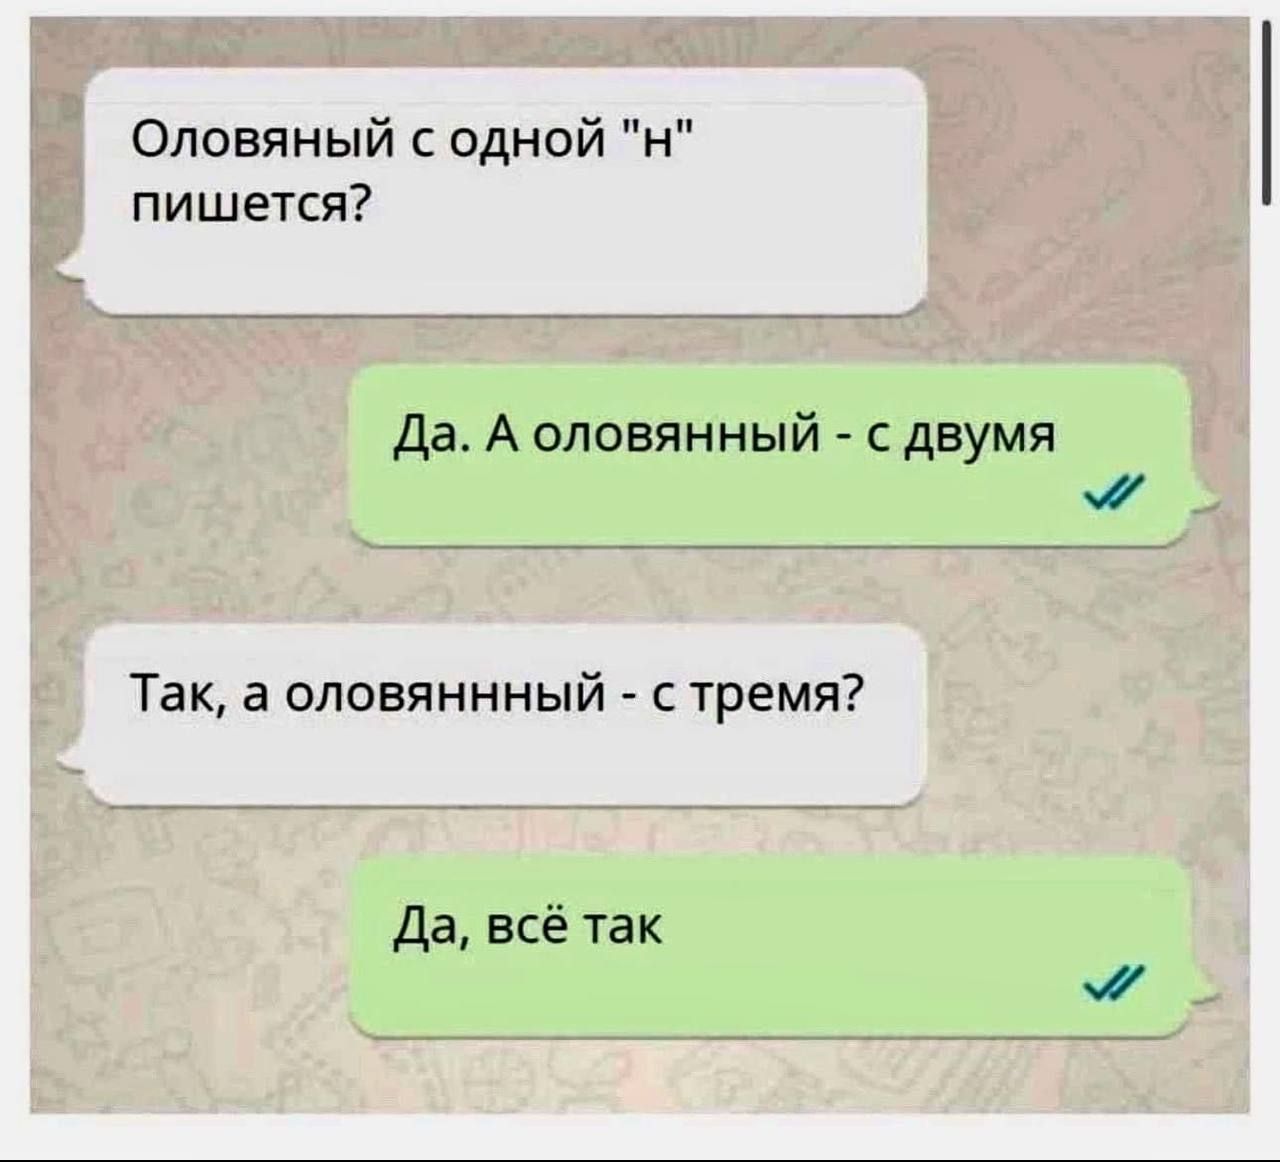 Оловяный с одной "н"
пишется?
Да. А оловянный - с двумя
Так, а оловяннный - с тремя?
Да, всё так